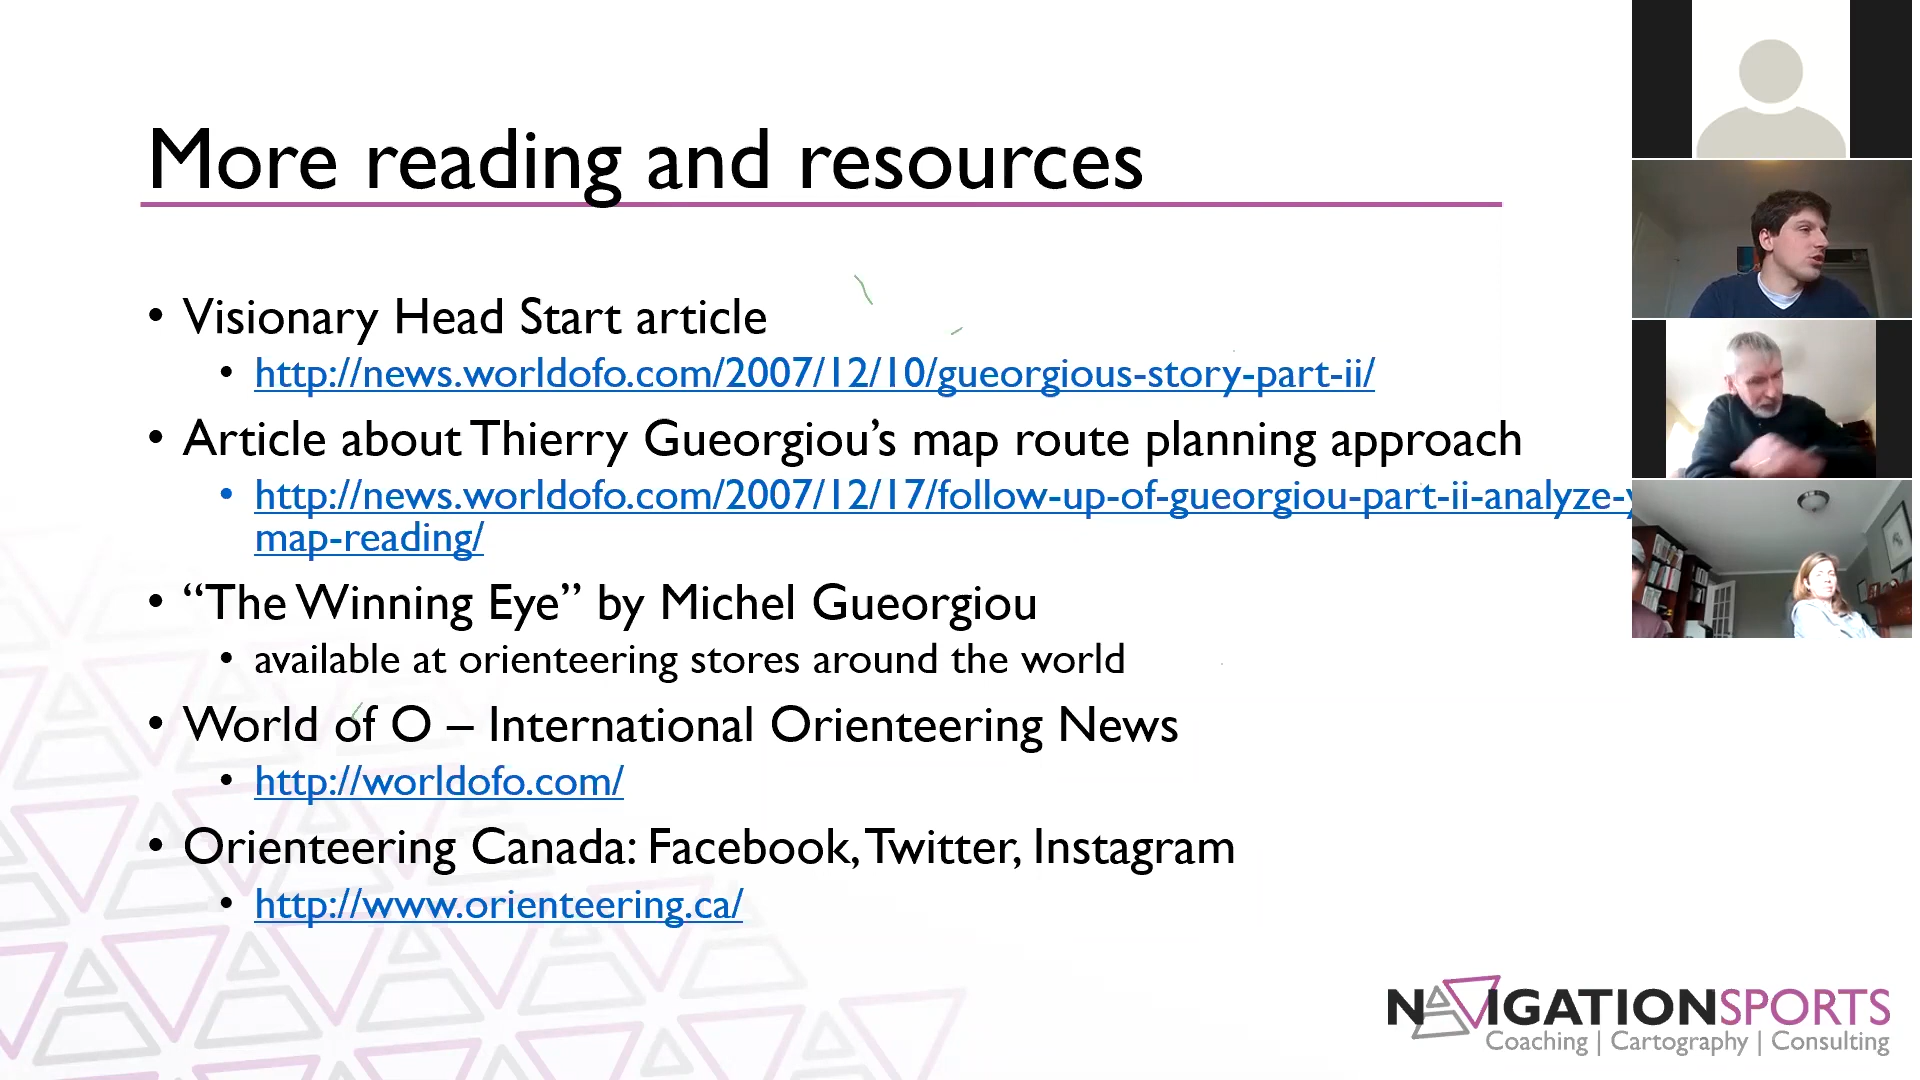 More reading and resources
• Visionary Head Start article
• http://news.worldofo.com/2007/12/10/gueorgious-story-part-ii/
• Article about Thierry Gueorgiou’s map route planning approach
• http://news.worldofo.com/2007/12/17/follow-up-of-gueorgiou-part-ii-analyze-
map-reading/
• “The Winning Eye” by Michel Gueorgiou
• available at orienteering stores around the world
• World of O – International Orienteering News
• http://worldofo.com/
• Orienteering Canada: Facebook, Twitter, Instagram
• http://www.orienteering.ca/
NAVIGATIONSPORTS
Coaching | Cartography | Consulting